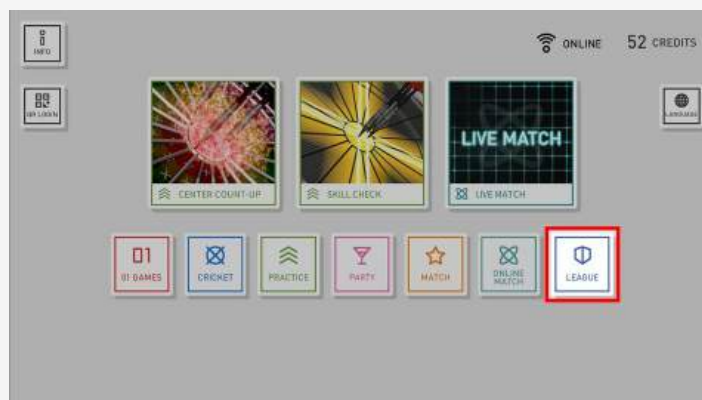 INFO
ONLINE
52 CREDITS
QR LOGIN
LANGUAGE
LIVE MATCH
CENTER COUNT-UP
SKILL CHECK
LIVE MATCH
01
01 GAMES
CRICKET
PRACTICE
PARTY
MATCH
ONLINE
MATCH
LEAGUE